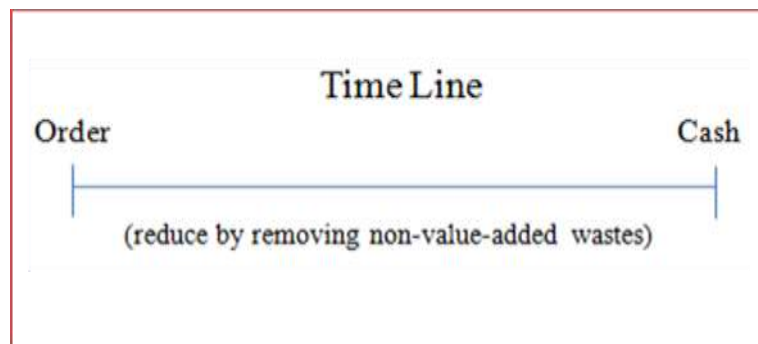 Time Line
Order Cash
(reduce by removing non-value-added wastes)